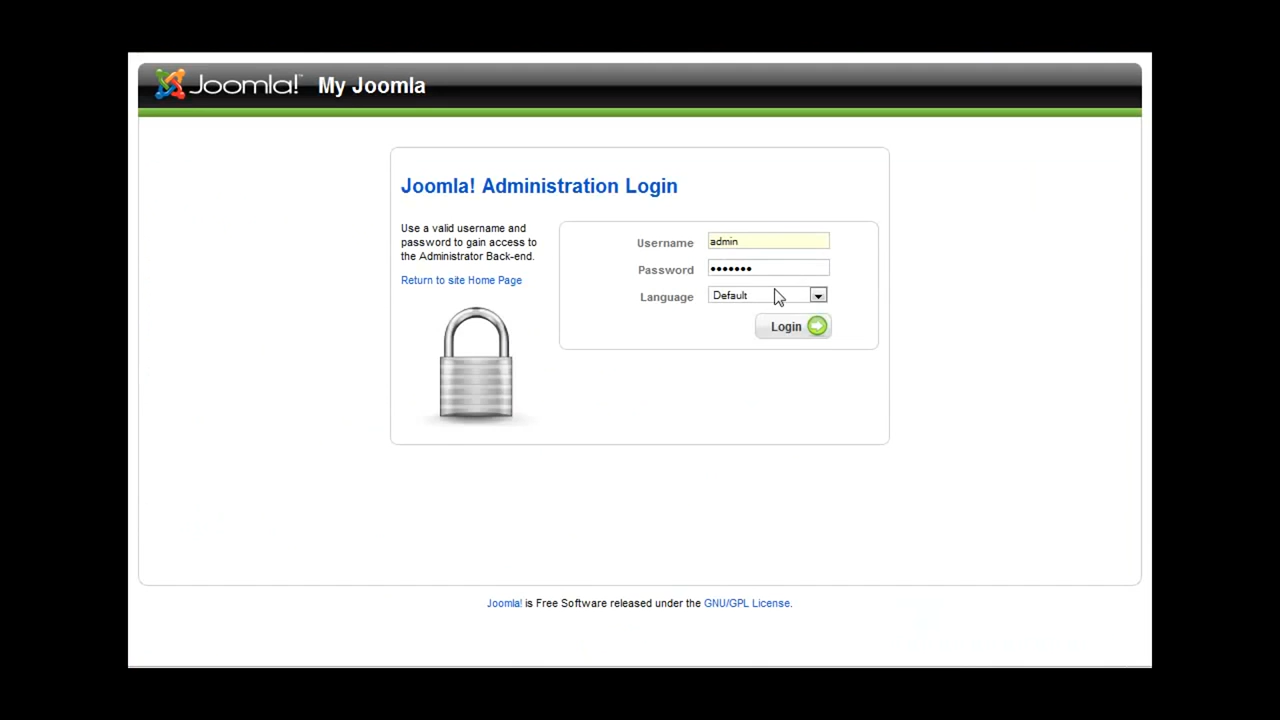 Joomla!™ My Joomla
Joomla! Administration Login
Use a valid username and
password to gain access to
the Administrator Back-end.
Return to site Home Page
Username admin
Password •••••••
Language Default
Login
Joomla! is Free Software released under the GNU/GPL License.